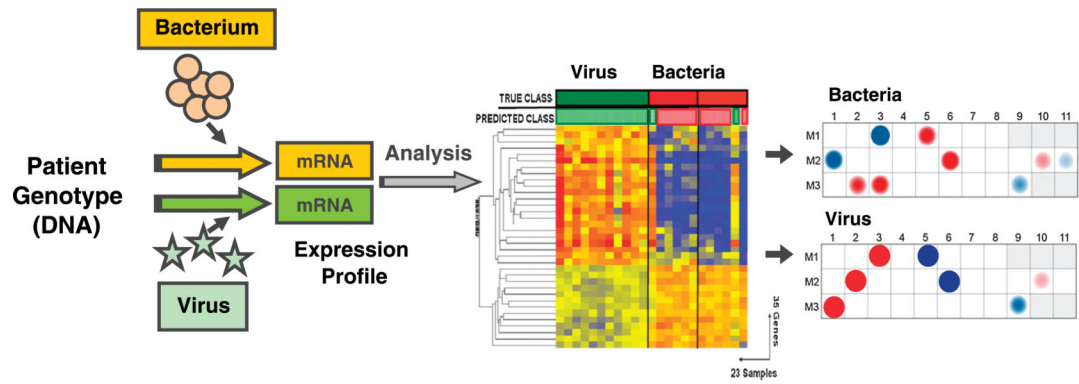 Bacterium
Patient
Genotype
(DNA)
mRNA
mRNA
Analysis
Expression
Profile
Virus
Virus
Bacteria
TRUE CLASS
PREDICTED CLASS
35 Genes
23 Samples
Bacteria
1 2 3 4 5 6 7 8 9 10 11
M1
M2
M3
Virus
1 2 3 4 5 6 7 8 9 10 11
M1
M2
M3